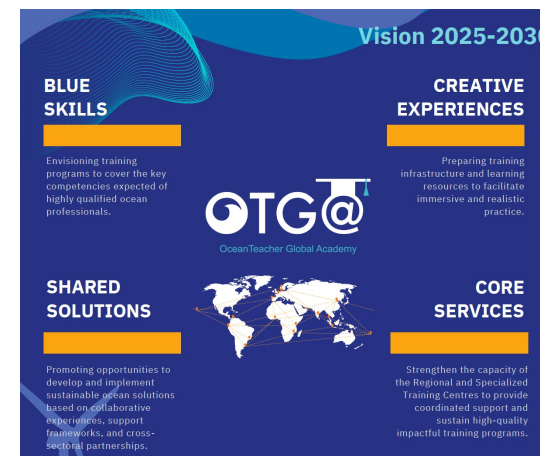 Vision 2025-2030
BLUE
SKILLS
Envisioning training
programs to cover the key
competencies expected of
highly qualified ocean
professionals.
CREATIVE
EXPERIENCES
Preparing training
infrastructure and learning
resources to facilitate
immersive and realistic
practice.
OTG@
OceanTeacher Global Academy
SHARED
SOLUTIONS
Promoting opportunities to
develop and implement
sustainable ocean solutions
based on collaborative
experiences, support
frameworks, and cross-
sectoral partnerships.
CORE
SERVICES
Strengthen the capacity of
the Regional and Specialized
Training Centres to provide
coordinated support and
sustain high-quality
impactful training programs.